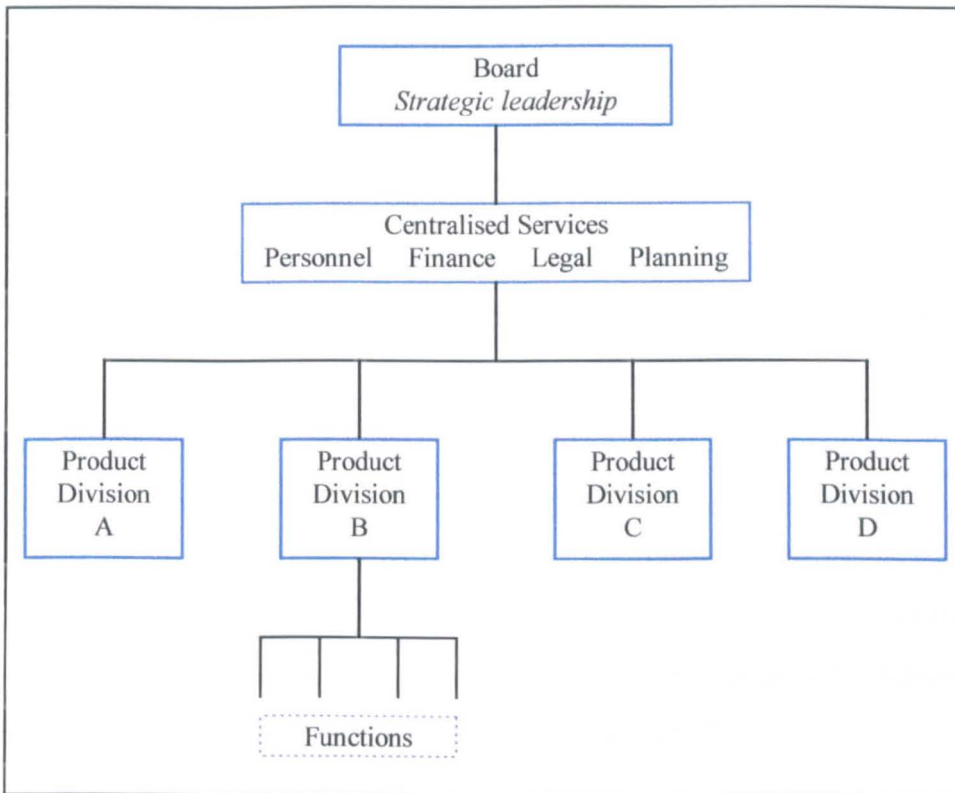 Board
Strategic leadership
Centralised Services
Personnel Finance Legal Planning
Product
Division
A
Product
Division
B
Product
Division
C
Product
Division
D
Functions